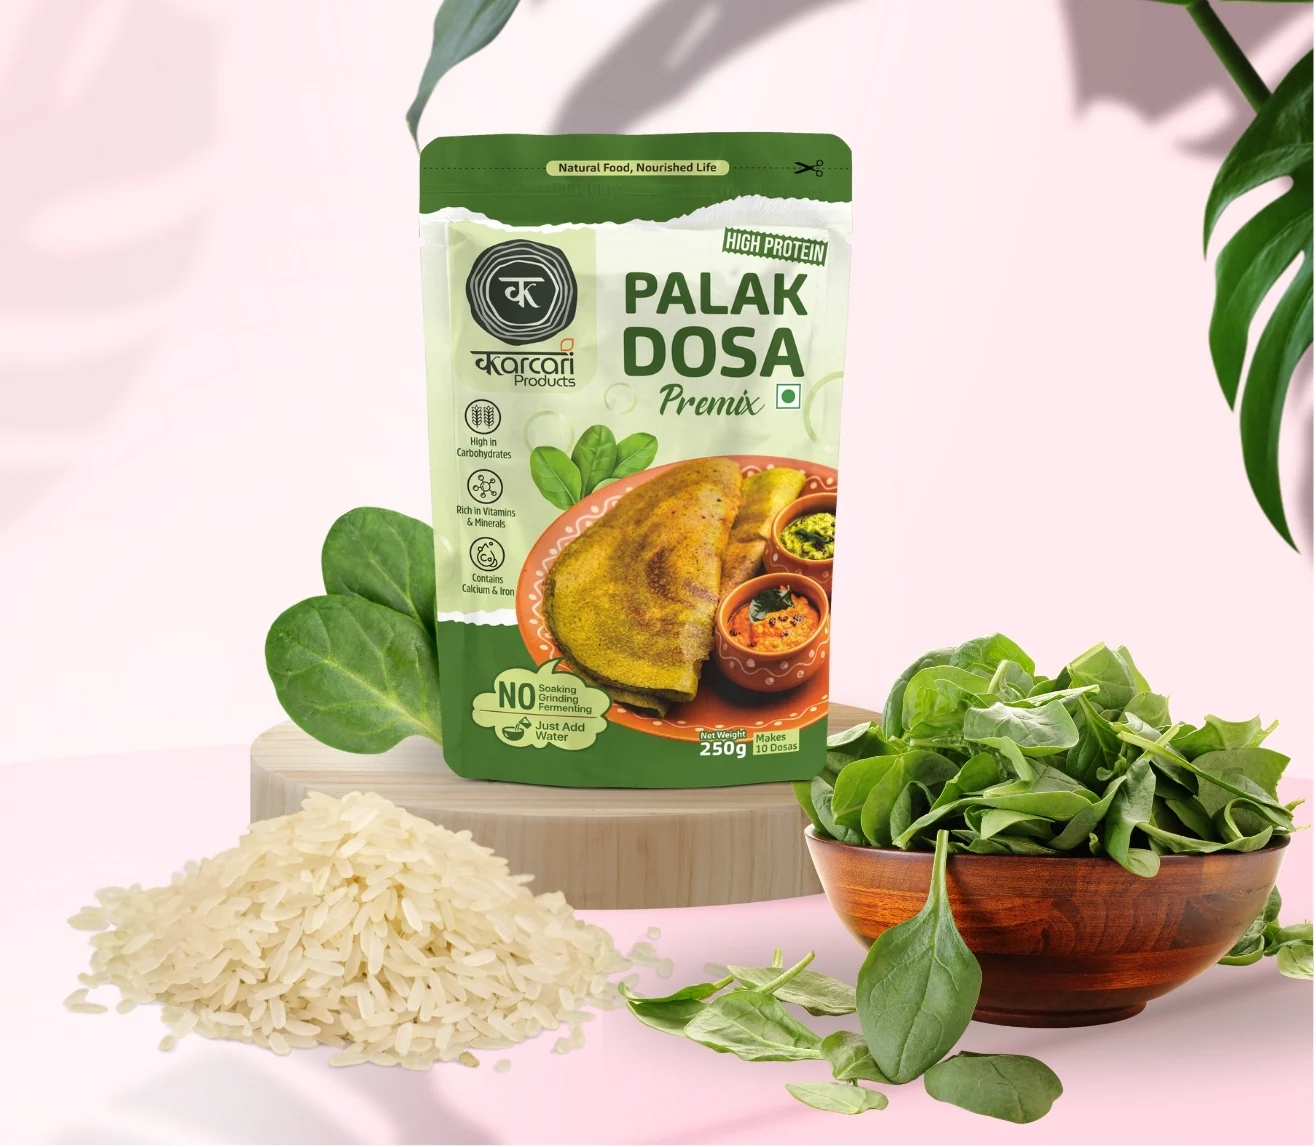 Natural Food, Nourished Life
HIGH PROTEIN
क
कarcari
Products
PALAK
DOSA
Premix
High in
Carbohydrates
Rich in Vitamins
& Minerals
Ca
Contains
Calcium & Iron
NO
Soaking
Grinding
Fermenting
Just Add
Water
Net Weight
250g
Makes
10 Dosas